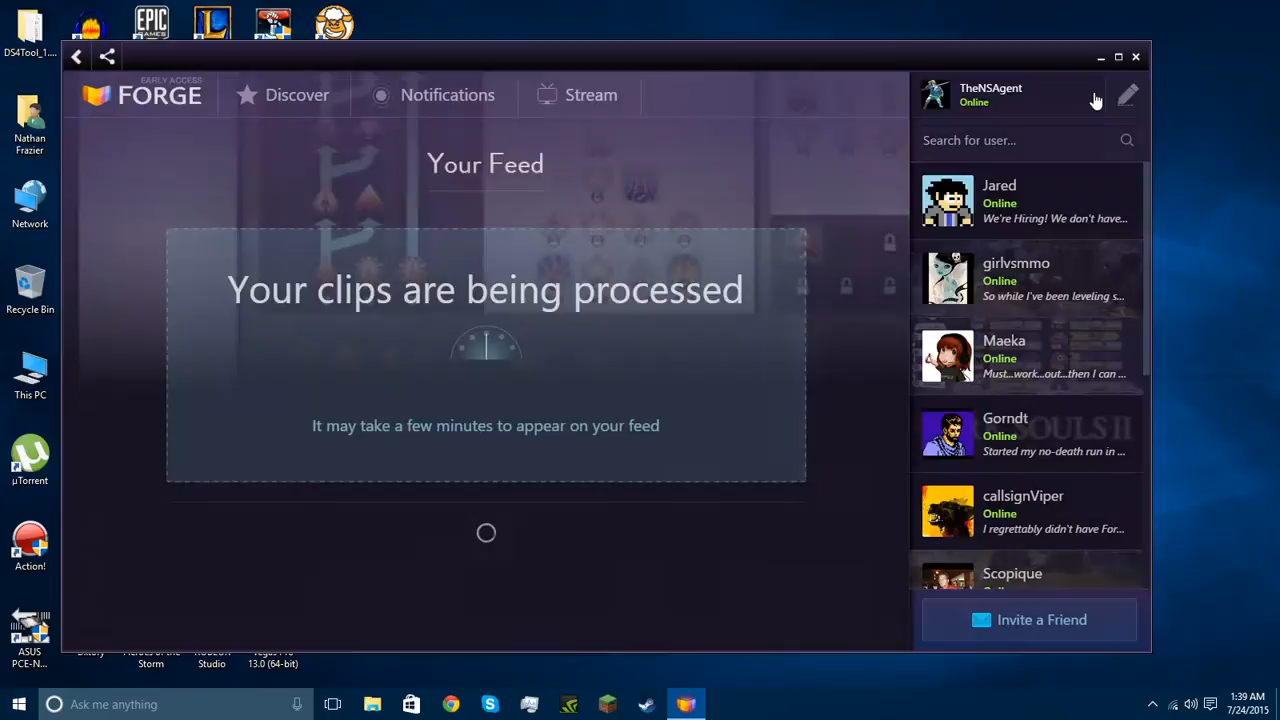 DS4Tool_1....
EPIC
GAMES
EARLY ACCESS
FORGE
Discover
Notifications
Stream
TheNSAgent
Online
Search for user...
Your Feed
Your clips are being processed
It may take a few minutes to appear on your feed
Jared
Online
We're Hiring! We don't have...
girlvsmmo
Online
So while I've been leveling s...
Maeka
Online
Must...work...out...then I can ...
Gorndt
Online
Started my no-death run in ...
callsignViper
Online
I regrettably didn't have For...
Scopique
Invite a Friend
Nathan
Frazier
Network
Recycle Bin
This PC
µTorrent
Action!
ASUS
PCE-N...
Heroes of the
Storm
ROBLOX
Studio
Vegas Pro
13.0 (64-bit)
Ask me anything
1:39 AM
7/24/2015